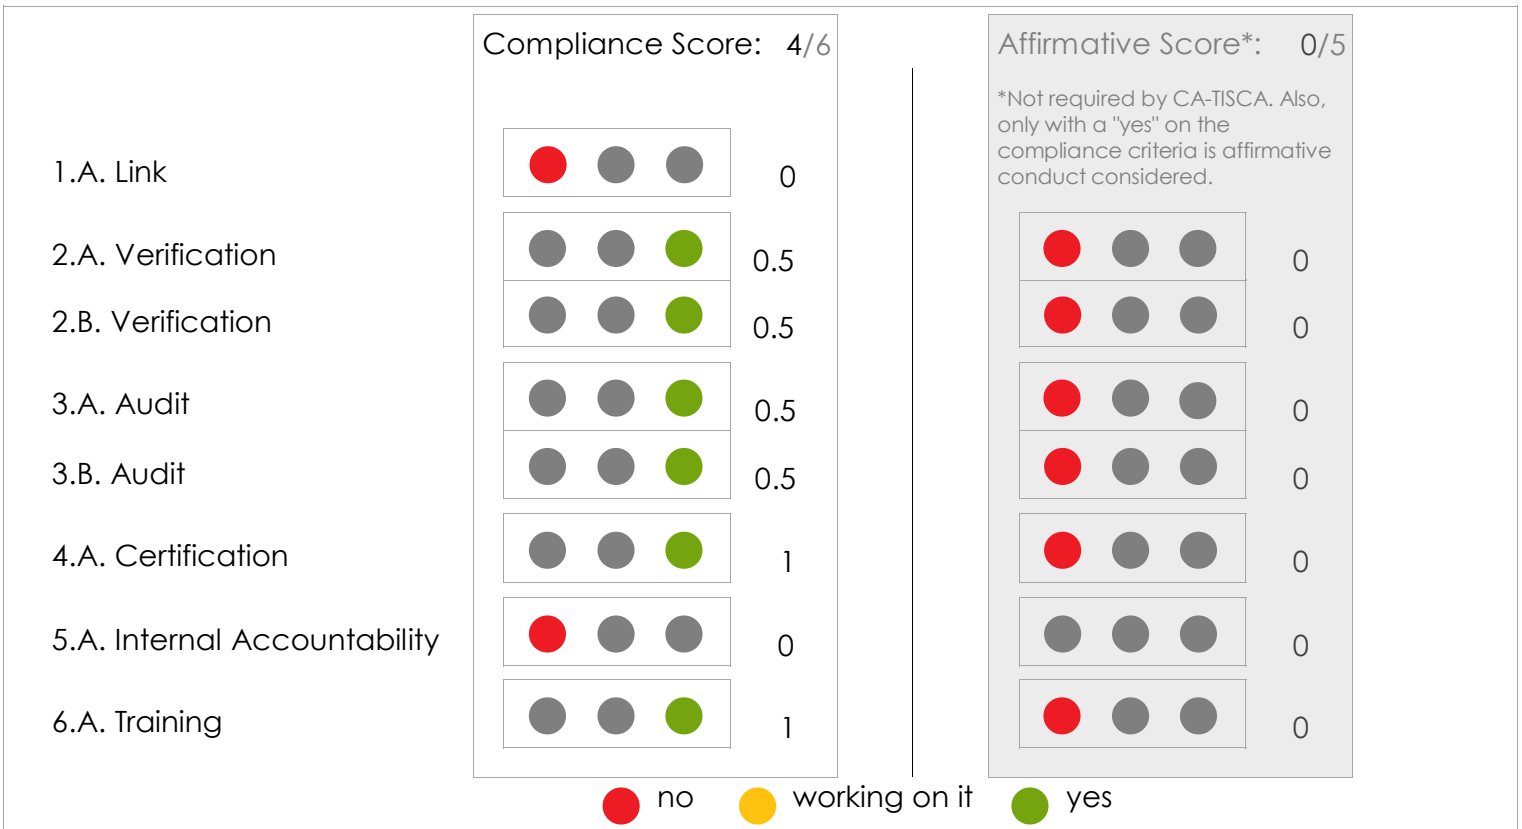 Compliance Score: 4/6
Affirmative Score*: 0/5
*Not required by CA-TISCA. Also,
only with a "yes" on the
compliance criteria is affirmative
conduct considered.
1.A. Link 0
2.A. Verification 0.5 0
2.B. Verification 0.5 0
3.A. Audit 0.5 0
3.B. Audit 0.5 0
4.A. Certification 1 0
5.A. Internal Accountability 0 0
6.A. Training 1 0
no working on it yes